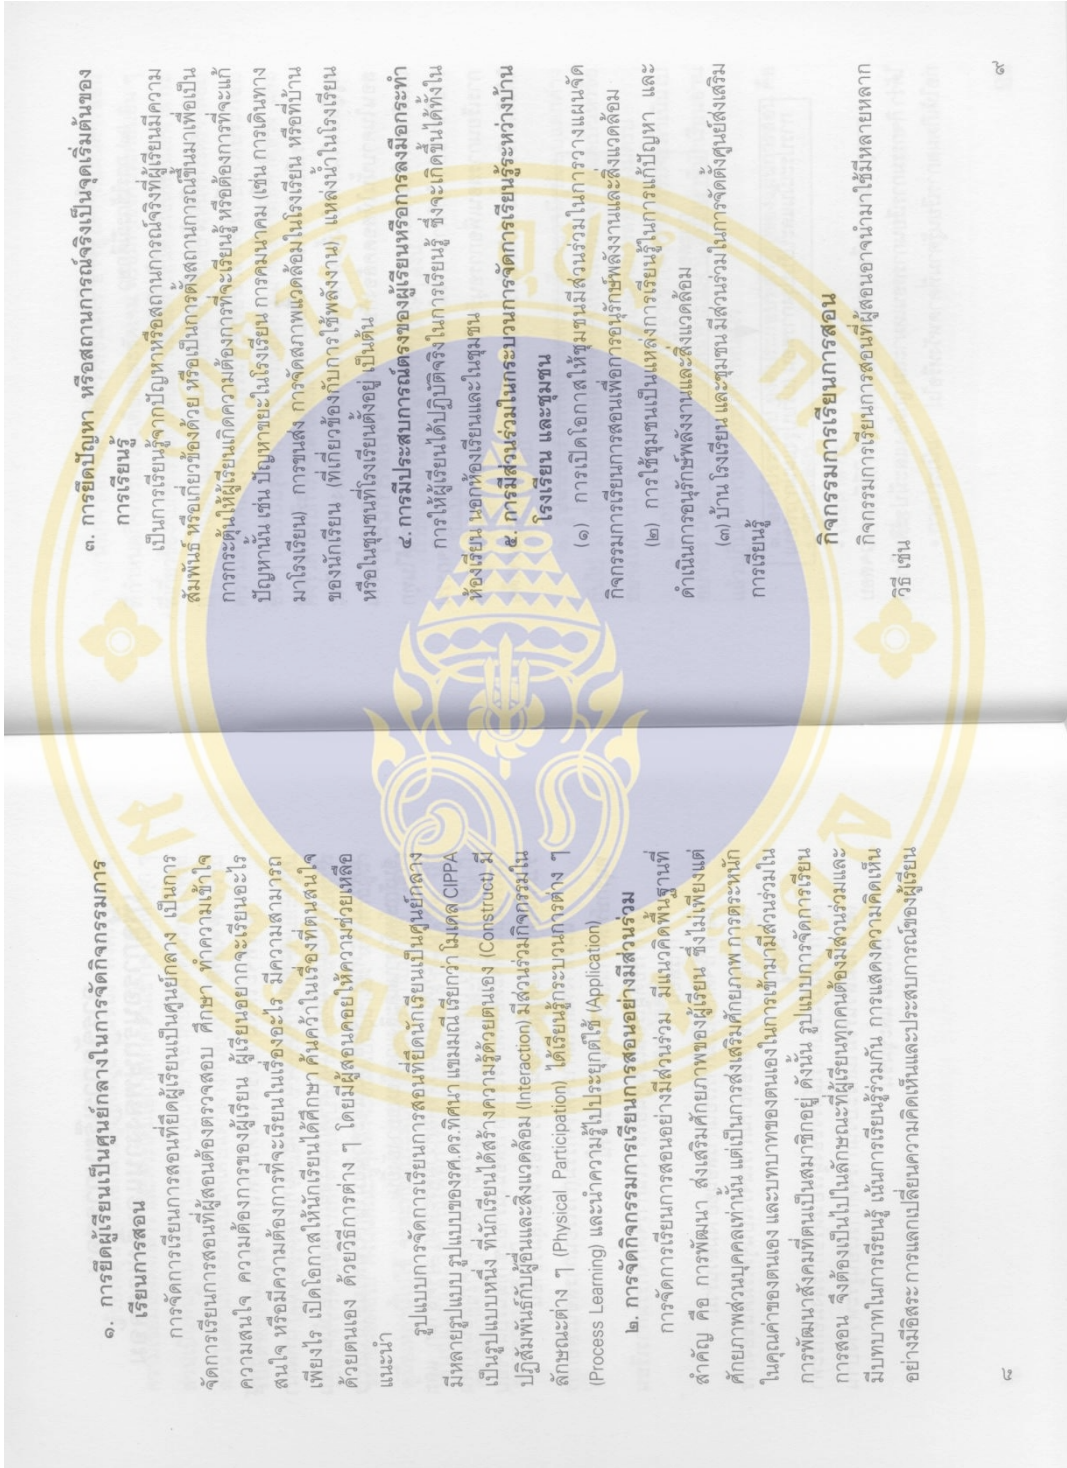 ๑. การยึดผู้เรียนเป็นศูนย์กลางในการจัดกิจกรรมการ
เรียนการสอน
การจัดการเรียนการสอนที่ยึดผู้เรียนเป็นศูนย์กลาง เป็นการ
จัดการเรียนการสอนที่ผู้สอนต้องตรวจสอบ ศึกษา ทำความเข้าใจ
ความสนใจ ความต้องการของผู้เรียน ผู้เรียนอยากจะเรียนอะไร
สนใจ หรือมีความต้องการที่จะเรียนในเรื่องอะไร มีความสามารถ
เพียงไร เปิดโอกาสให้นักเรียนได้ศึกษา ค้นคว้าในเรื่องที่ตนสนใจ
ด้วยตนเอง ด้วยวิธีการต่าง ๆ โดยมีผู้สอนคอยให้ความช่วยเหลือ
แนะนำ
รูปแบบการจัดการเรียนการสอนที่ยึดนักเรียนเป็นศูนย์กลาง
มีหลายรูปแบบ รูปแบบของรศ.ดร.ทิศนา แขมมณี เรียกว่า โมเดล CIPPA
เป็นรูปแบบหนึ่ง ที่นักเรียนได้สร้างความรู้ด้วยตนเอง (Construct) มี
ปฏิสัมพันธ์กับผู้อื่นและสิ่งแวดล้อม (Interaction) มีส่วนร่วมกิจกรรมใน
ลักษณะต่าง ๆ (Physical Participation) ได้เรียนรู้กระบวนการต่าง ๆ
(Process Learning) และนำความรู้ไปประยุกต์ใช้ (Application)
๒. การจัดกิจกรรมการเรียนการสอนอย่างมีส่วนร่วม
การจัดการเรียนการสอนอย่างมีส่วนร่วม มีแนวคิดพื้นฐานที่
สำคัญ คือ การพัฒนา ส่งเสริมศักยภาพของผู้เรียน ซึ่งไม่เพียงแต่
ศักยภาพส่วนบุคคลเท่านั้น แต่เป็นการส่งเสริมศักยภาพ การตระหนัก
ในคุณค่าของตนเอง และบทบาทของตนเองในการเข้ามามีส่วนร่วมใน
การพัฒนาสังคมที่ตนเป็นสมาชิกอยู่ ดังนั้น รูปแบบการจัดการเรียน
การสอน จึงต้องเป็นไปในลักษณะที่ผู้เรียนทุกคนต้องมีส่วนร่วมและ
มีบทบาทในการเรียนรู้ เน้นการเรียนรู้ร่วมกัน การแสดงความคิดเห็น
อย่างมีอิสระ การแลกเปลี่ยนความคิดเห็นและประสบการณ์ของผู้เรียน
๘
๓. การยึดปัญหา หรือสถานการณ์จริงเป็นจุดเริ่มต้นของ
การเรียนรู้
เป็นการเรียนรู้จากปัญหาหรือสถานการณ์จริงที่ผู้เรียนมีความ
สัมพันธ์ หรือเกี่ยวข้องด้วย หรือเป็นการตั้งสถานการณ์ขึ้นมาเพื่อเป็น
การกระตุ้นให้ผู้เรียนเกิดความต้องการที่จะเรียนรู้ หรือต้องการที่จะแก้
ปัญหานั้น เช่น ปัญหาขยะในโรงเรียน การคมนาคม (เช่น การเดินทาง
มาโรงเรียน) การขนส่ง การจัดสภาพแวดล้อมในโรงเรียน หรือที่บ้าน
ของนักเรียน (ที่เกี่ยวข้องกับการใช้พลังงาน) แหล่งน้ำในโรงเรียน
หรือในชุมชนที่โรงเรียนตั้งอยู่ เป็นต้น
๔. การมีประสบการณ์ตรงของผู้เรียนหรือการลงมือกระทำ
การให้ผู้เรียนได้ปฏิบัติจริงในการเรียนรู้ ซึ่งจะเกิดขึ้นได้ทั้งใน
ห้องเรียน นอกห้องเรียนและในชุมชน
๕. การมีส่วนร่วมในกระบวนการจัดการเรียนรู้ระหว่างบ้าน
โรงเรียน และชุมชน
(๑) การเปิดโอกาสให้ชุมชนมีส่วนร่วมในการวางแผนจัด
กิจกรรมการเรียนการสอนเพื่อการอนุรักษ์พลังงานและสิ่งแวดล้อม
(๒) การใช้ชุมชนเป็นแหล่งการเรียนรู้ในการแก้ปัญหา และ
ดำเนินการอนุรักษ์พลังงานและสิ่งแวดล้อม
(๓) บ้าน โรงเรียน และชุมชน มีส่วนร่วมในการจัดตั้งศูนย์ส่งเสริม
การเรียนรู้
กิจกรรมการเรียนการสอน
กิจกรรมการเรียนการสอนที่ผู้สอนอาจนำมาใช้มีหลายหลาก
วิธี เช่น
๙